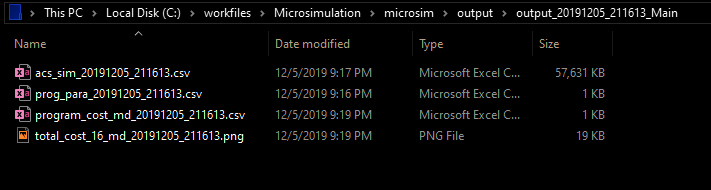 This PC > Local Disk (C:) > workfiles > Microsimulation > microsim > output > output_20191205_211613_Main
Name Date modified Type Size
acs_sim_20191205_211613.csv 12/5/2019 9:17 PM Microsoft Excel C... 57,631 KB
prog_para_20191205_211613.csv 12/5/2019 9:16 PM Microsoft Excel C... 1 KB
program_cost_md_20191205_211613.csv 12/5/2019 9:19 PM Microsoft Excel C... 1 KB
total_cost_16_md_20191205_211613.png 12/5/2019 9:19 PM PNG File 19 KB